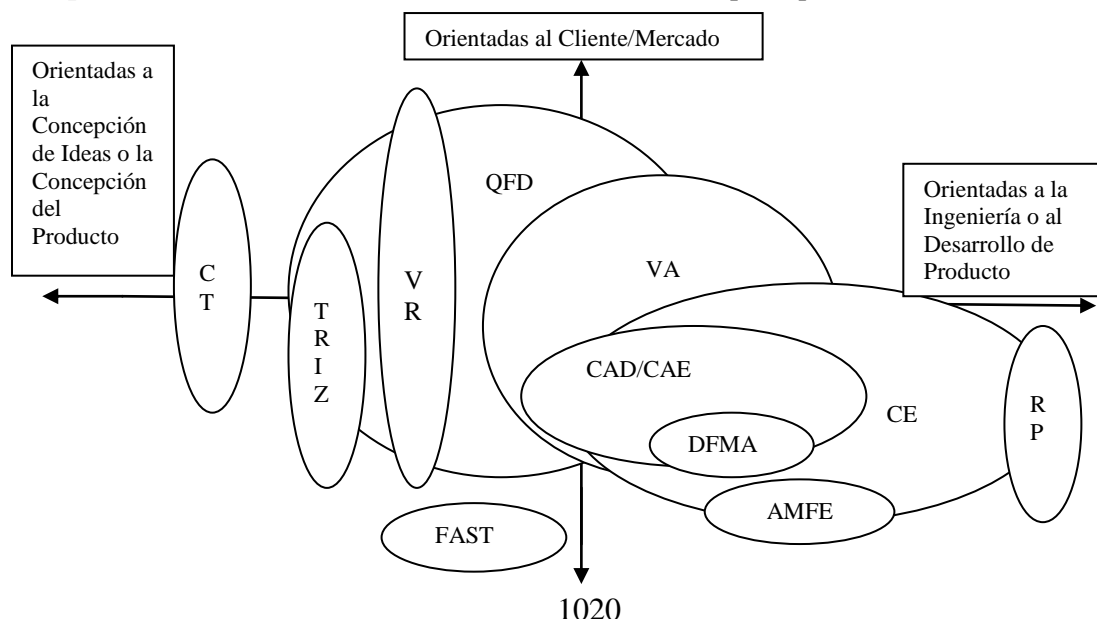 Orientadas al Cliente/Mercado
Orientadas a
la
Concepción
de Ideas o la
Concepción
del
Producto
QFD
Orientadas a la
Ingeniería o al
Desarrollo de
Producto
C
T
V
R
VA
T
R
I
Z
CAD/CAE
CE
R
P
DFMA
AMFE
FAST
1020